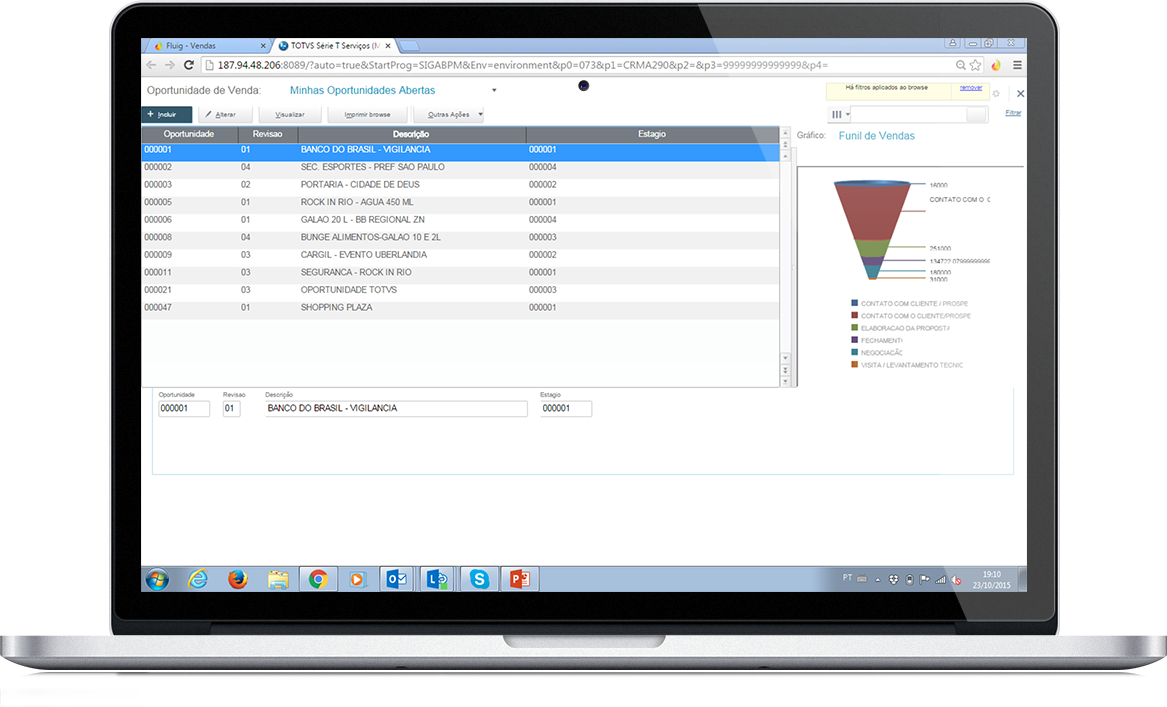 Fluig - Vendas
TOTVS Série T Serviços (M
187.94.48.206:8089/?auto=true&StartProg=SIGABPM&Env=environment&p0=073&p1=CRMA290&p2=&p3=99999999999999&p4=
Oportunidade de Venda: Minhas Oportunidades Abertas
Há filtros aplicados ao browse remover
+ Incluir Alterar Visualizar Imprimir browse Outras Ações Filtrar
Oportunidade Revisao Descrição Estagio
Gráfico: Funil de Vendas
000001 01 BANCO DO BRASIL - VIGILANCIA 000001
000002 04 SEC. ESPORTES - PREF SAO PAULO 000004
000003 02 PORTARIA - CIDADE DE DEUS 000002
000005 01 ROCK IN RIO - AGUA 450 ML 000001
000006 01 GALAO 20 L - BB REGIONAL ZN 000004
000008 04 BUNGE ALIMENTOS-GALAO 10 E 2L 000003
000009 03 CARGIL - EVENTO UBERLANDIA 000002
000011 03 SEGURANCA - ROCK IN RIO 000001
000021 03 OPORTUNIDADE TOTVS 000003
000047 01 SHOPPING PLAZA 000001
16000
CONTATO COM O C
251000
180000
31000
CONTATO COM CLIENTE / PROSPE
CONTATO COM O CLIENTE/PROSPE
ELABORACAO DA PROPOSTA
FECHAMENTO
NEGOCIAÇÃO
VISITA / LEVANTAMENTO TECNIC
Oportunidade Revisao Descrição Estagio
000001 01 BANCO DO BRASIL - VIGILANCIA 000001
PT
19:10
23/10/2015